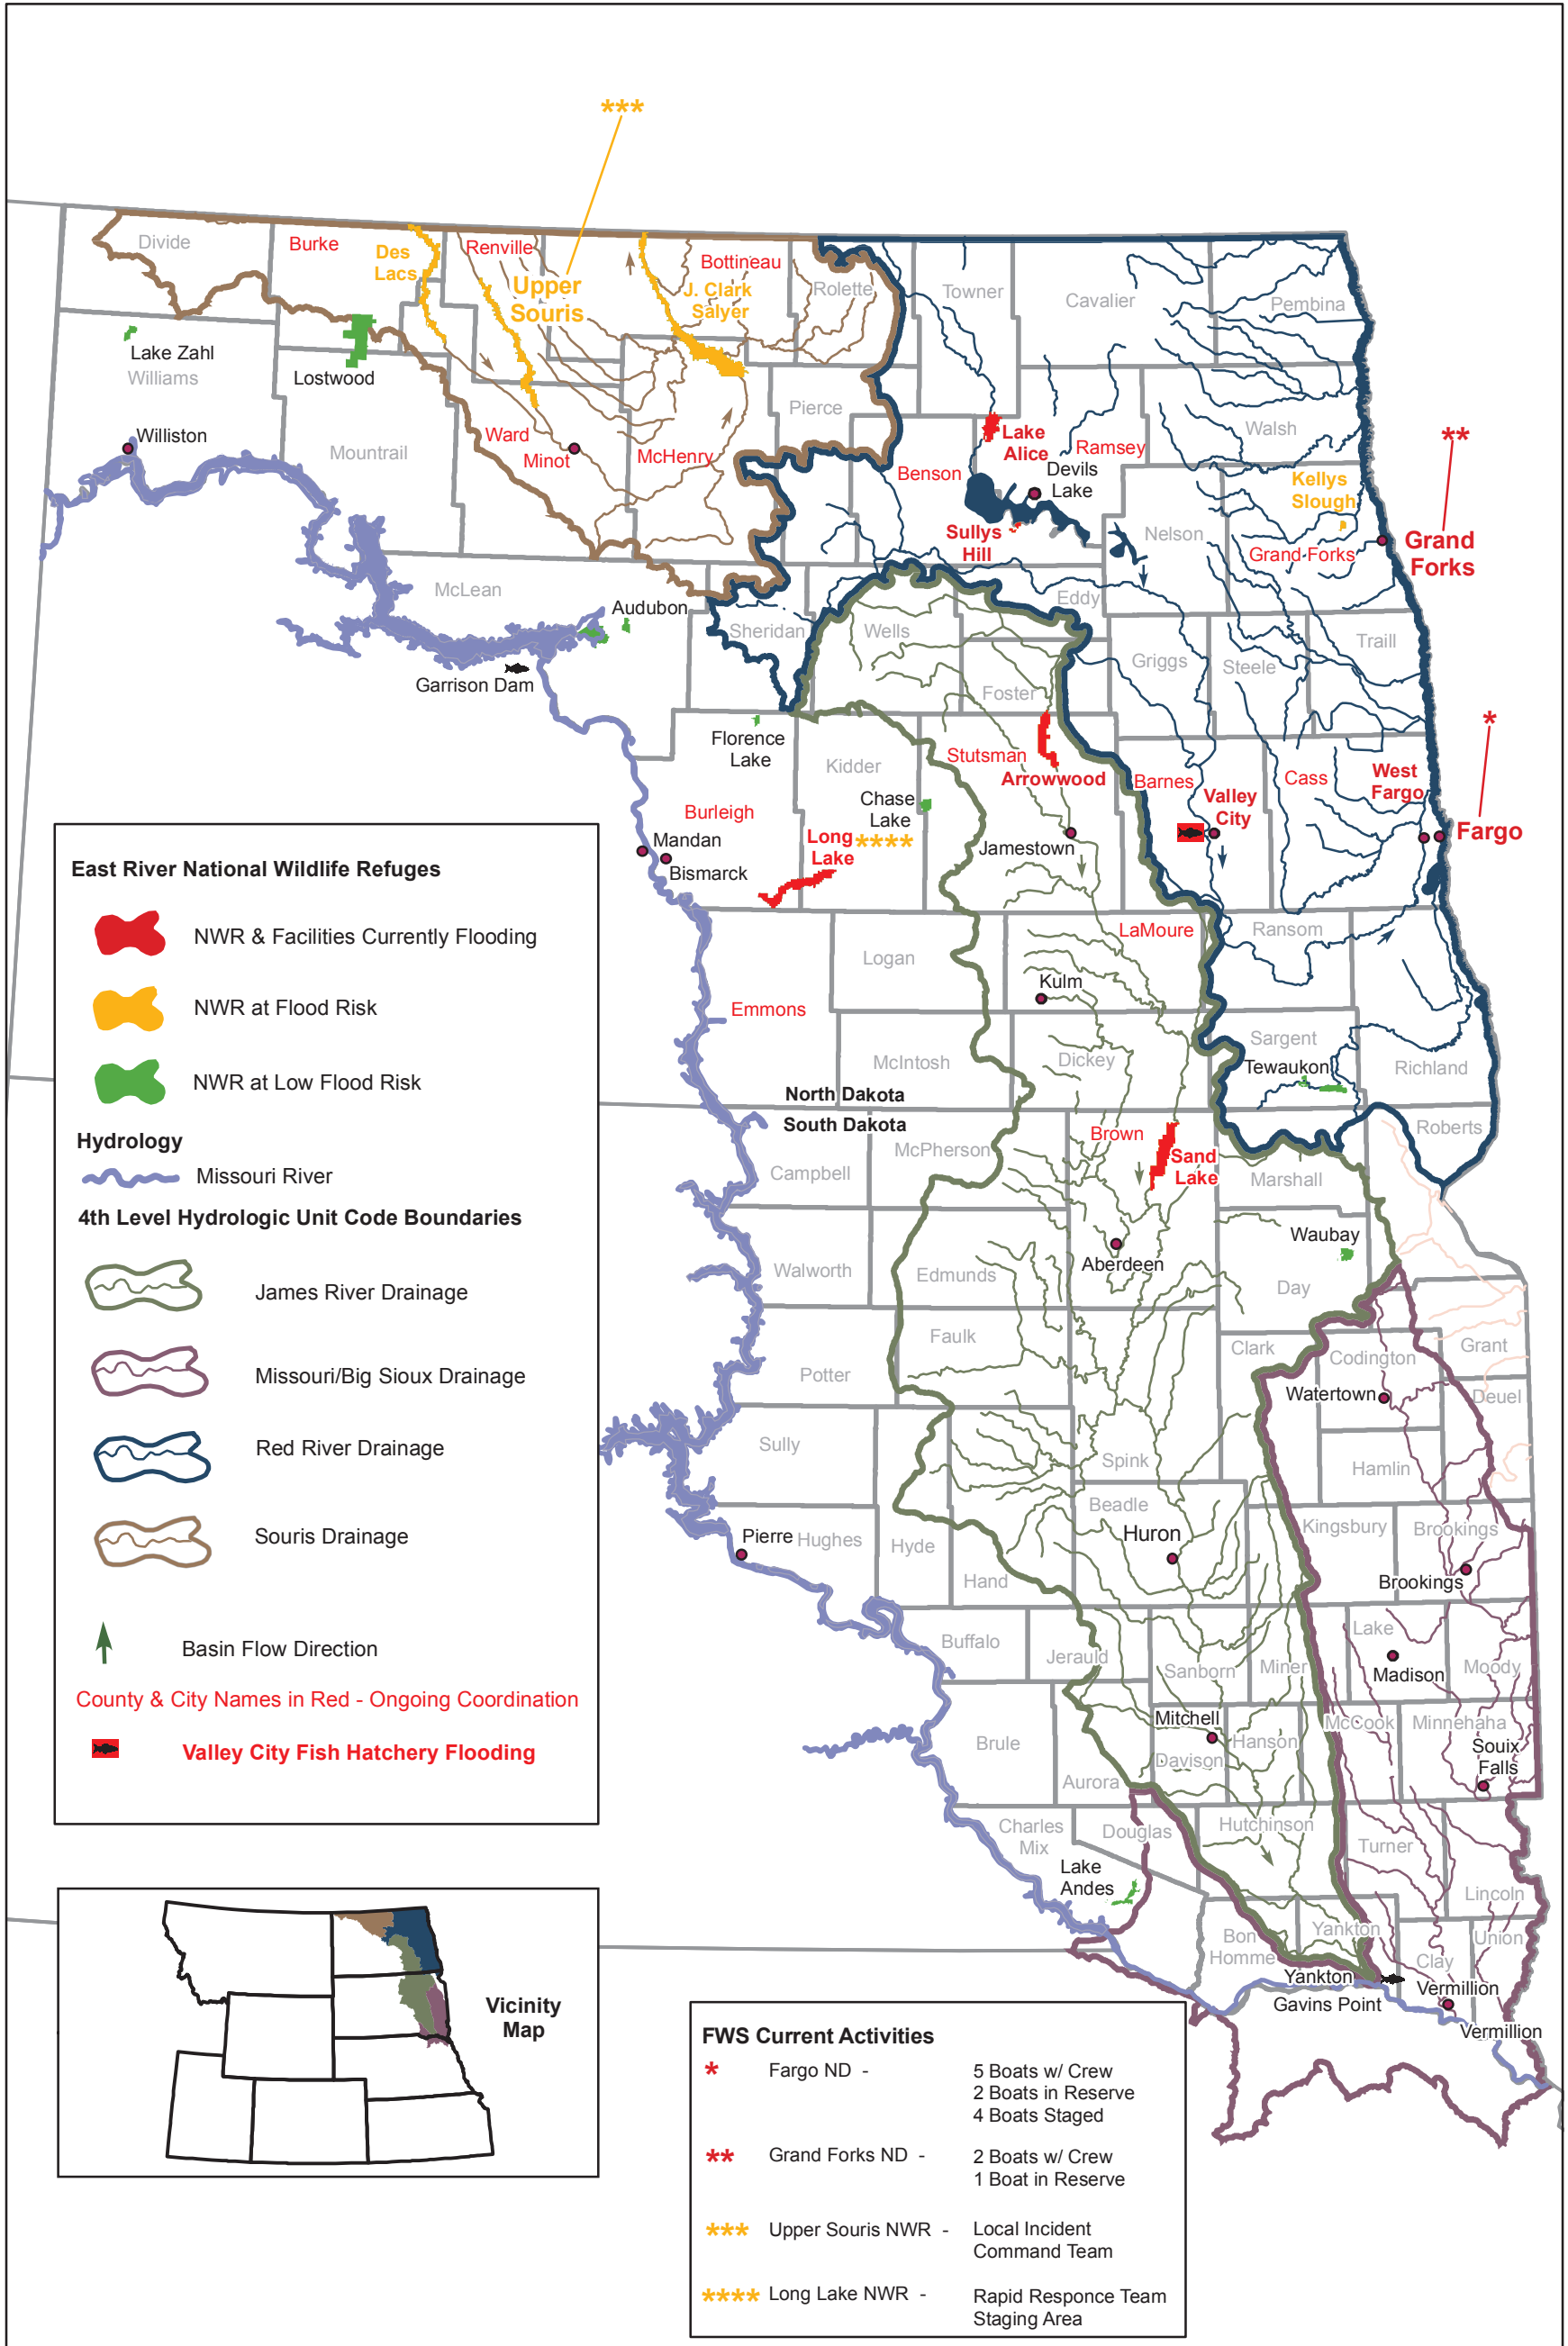 ***
Divide
Burke
Des
Lacs
Renville
Upper
Souris
Bottineau
J. Clark
Salyer
Rolette
Towner
Cavalier
Pembina
Lake Zahl
Williams
Lostwood
Pierce
Walsh
**
Williston
Mountrail
Ward
Minot
McHenry
Lake
Alice
Ramsey
Benson
Devils
Lake
Kellys
Slough
Sullys
Hill
Nelson
Grand Forks
Grand
Forks
McLean
Audubon
Eddy
Sheridan
Wells
Griggs
Steele
Traill
Garrison Dam
Foster
*
Florence
Lake
Kidder
Stutsman
Arrowwood
Barnes
Cass
West
Fargo
Burleigh
Chase
Lake
Valley
City
Fargo
Mandan
Bismarck
Long
Lake
****
Jamestown
LaMoure
Ransom
Logan
Kulm
Emmons
McIntosh
Dickey
Sargent
Tewaukon
Richland
North Dakota
South Dakota
Brown
Roberts
McPherson
Sand
Lake
Campbell
Marshall
Waubay
Walworth
Edmunds
Aberdeen
Day
Faulk
Clark
Codington
Grant
Potter
Watertown
Deuel
Sully
Spink
Hamlin
Beadle
Kingsbury
Brookings
Pierre
Hughes
Hyde
Huron
Hand
Brookings
Buffalo
Jerauld
Sanborn
Miner
Lake
Madison
Moody
Mitchell
McCook
Minnehaha
Brule
Hanson
Souix
Falls
Davison
Aurora
Charles
Mix
Douglas
Hutchinson
Turner
Lake
Andes
Lincoln
Bon
Homme
Yankton
Union
Clay
Yankton
Gavins Point
Vermillion
Vermillion
East River National Wildlife Refuges
NWR & Facilities Currently Flooding
NWR at Flood Risk
NWR at Low Flood Risk
Hydrology
Missouri River
4th Level Hydrologic Unit Code Boundaries
James River Drainage
Missouri/Big Sioux Drainage
Red River Drainage
Souris Drainage
Basin Flow Direction
County & City Names in Red - Ongoing Coordination
Valley City Fish Hatchery Flooding
Vicinity
Map
FWS Current Activities
* Fargo ND - 5 Boats w/ Crew
2 Boats in Reserve
4 Boats Staged
** Grand Forks ND - 2 Boats w/ Crew
1 Boat in Reserve
*** Upper Souris NWR - Local Incident
Command Team
**** Long Lake NWR - Rapid Responce Team
Staging Area